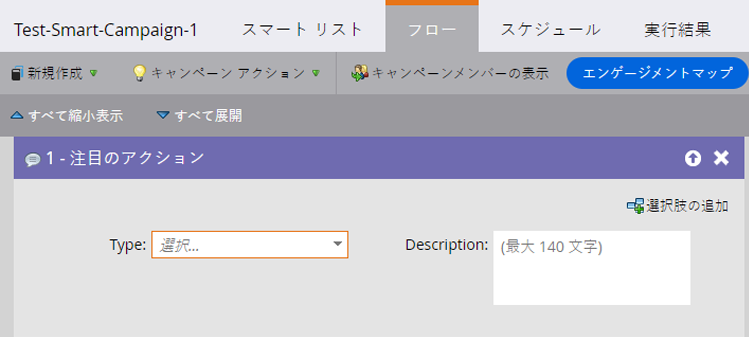 Test-Smart-Campaign-1 スマート リスト フロー スケジュール 実行結果
新規作成 キャンペーン アクション キャンペーンメンバーの表示 エンゲージメントマップ
すべて縮小表示 すべて展開
1 - 注目のアクション
選択肢の追加
Type: 選択... Description: (最大 140 文字)